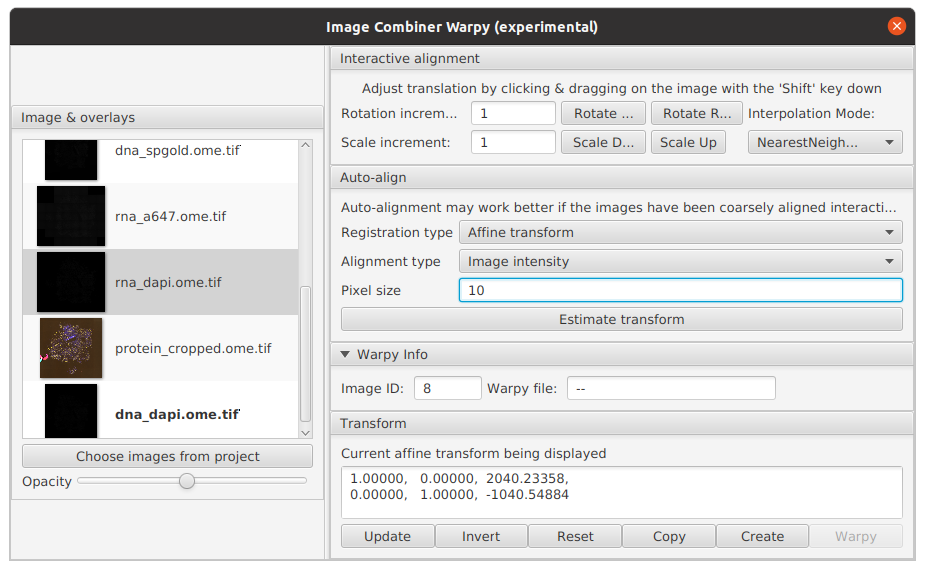 Image Combiner Warpy (experimental)
Image & overlays
dna_spgold.ome.tif
rna_a647.ome.tif
rna_dapi.ome.tif
protein_cropped.ome.tif
dna_dapi.ome.tif
Choose images from project
Opacity
Interactive alignment
Adjust translation by clicking & dragging on the image with the 'Shift' key down
Rotation increm... 1 Rotate ... Rotate R... Interpolation Mode:
Scale increment: 1 Scale D... Scale Up NearestNeigh...
Auto-align
Auto-alignment may work better if the images have been coarsely aligned interacti...
Registration type Affine transform
Alignment type Image intensity
Pixel size 10
Estimate transform
Warpy Info
Image ID: 8 Warpy file: --
Transform
Current affine transform being displayed
1.00000, 0.00000, 2040.23358,
0.00000, 1.00000, -1040.54884
Update Invert Reset Copy Create Warpy